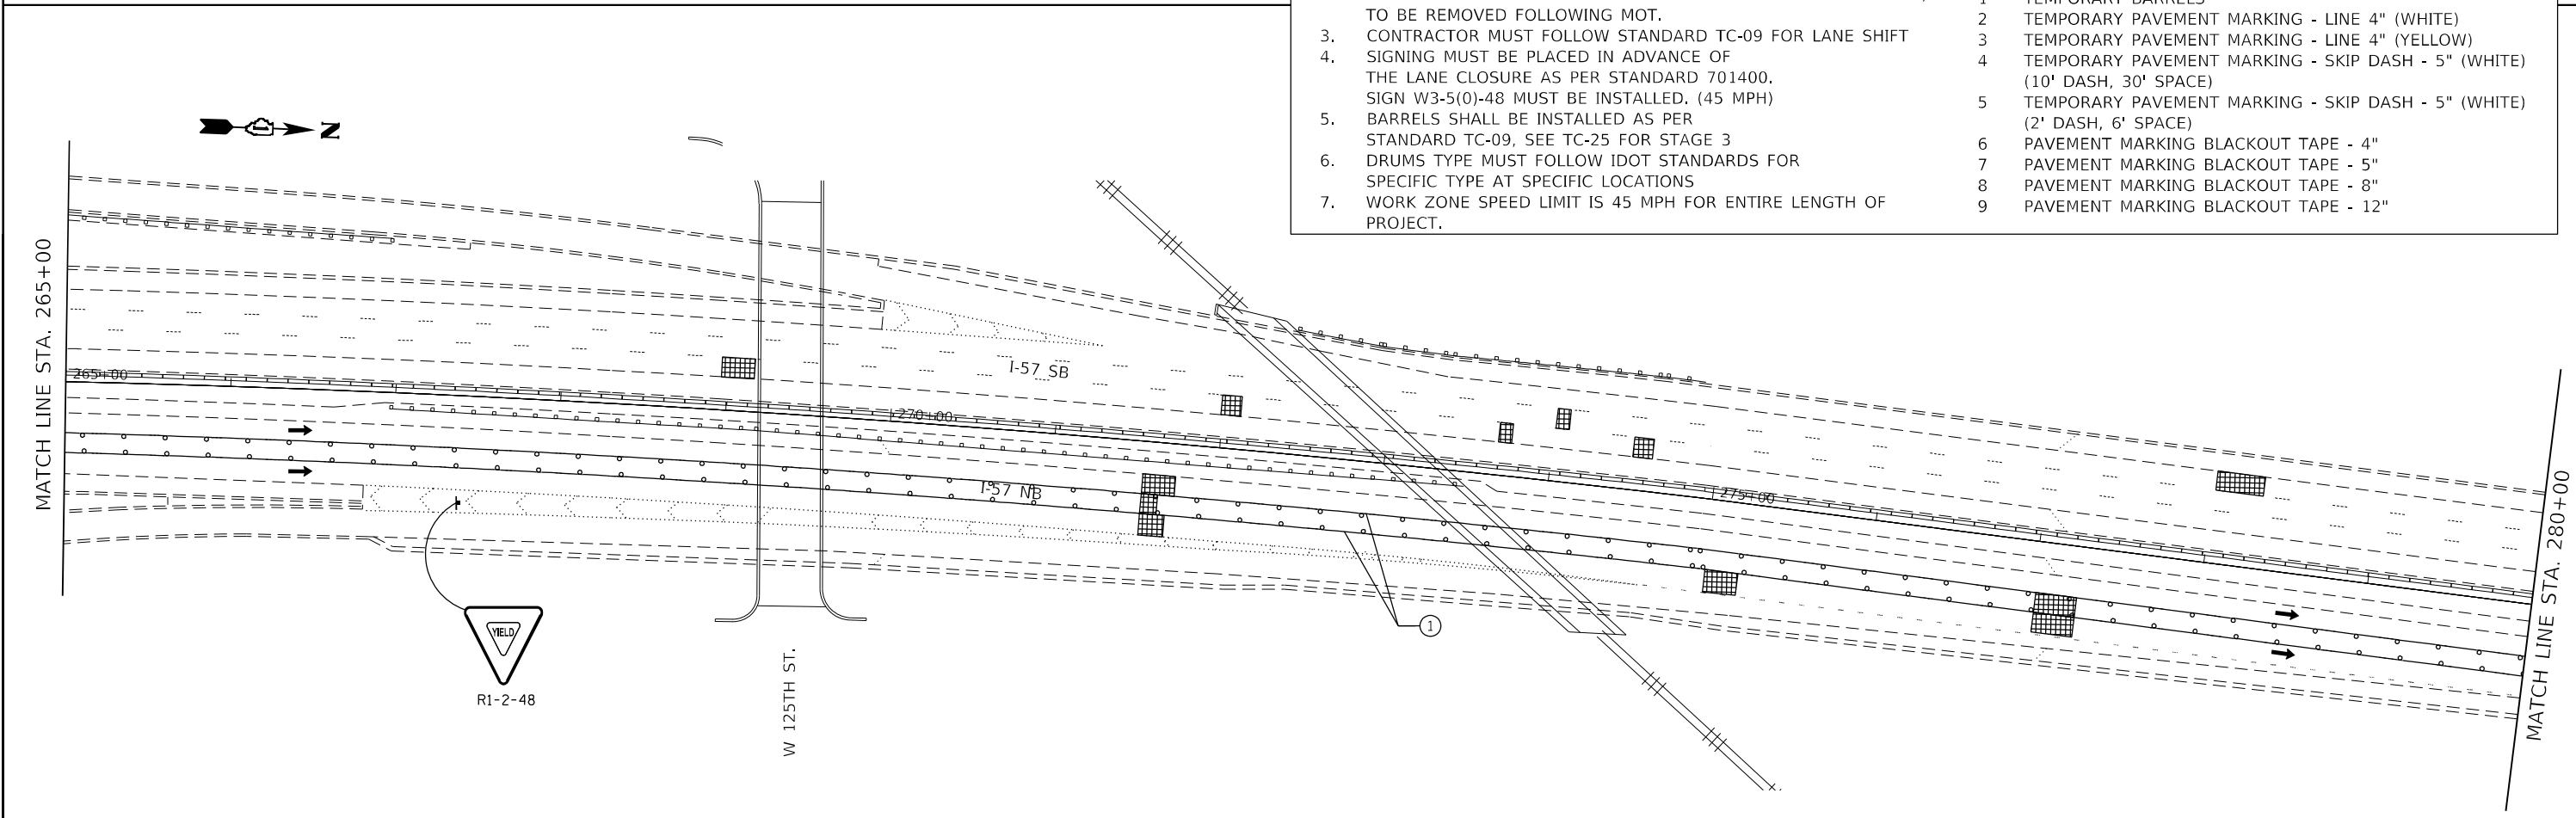 TO BE REMOVED FOLLOWING MOT.
3. CONTRACTOR MUST FOLLOW STANDARD TC-09 FOR LANE SHIFT
4. SIGNING MUST BE PLACED IN ADVANCE OF
THE LANE CLOSURE AS PER STANDARD 701400.
SIGN W3-5(0)-48 MUST BE INSTALLED. (45 MPH)
5. BARRELS SHALL BE INSTALLED AS PER
STANDARD TC-09, SEE TC-25 FOR STAGE 3
6. DRUMS TYPE MUST FOLLOW IDOT STANDARDS FOR
SPECIFIC TYPE AT SPECIFIC LOCATIONS
7. WORK ZONE SPEED LIMIT IS 45 MPH FOR ENTIRE LENGTH OF
PROJECT.
1 TEMPORARY BARRELS
2 TEMPORARY PAVEMENT MARKING - LINE 4" (WHITE)
3 TEMPORARY PAVEMENT MARKING - LINE 4" (YELLOW)
4 TEMPORARY PAVEMENT MARKING - SKIP DASH - 5" (WHITE)
(10' DASH, 30' SPACE)
5 TEMPORARY PAVEMENT MARKING - SKIP DASH - 5" (WHITE)
(2' DASH, 6' SPACE)
6 PAVEMENT MARKING BLACKOUT TAPE - 4"
7 PAVEMENT MARKING BLACKOUT TAPE - 5"
8 PAVEMENT MARKING BLACKOUT TAPE - 8"
9 PAVEMENT MARKING BLACKOUT TAPE - 12"
N
MATCH LINE STA. 265+00
265+00
I-57 SB
270+00
I-57 NB
275+00
1
YIELD
R1-2-48
W 125TH ST.
MATCH LINE STA. 280+00